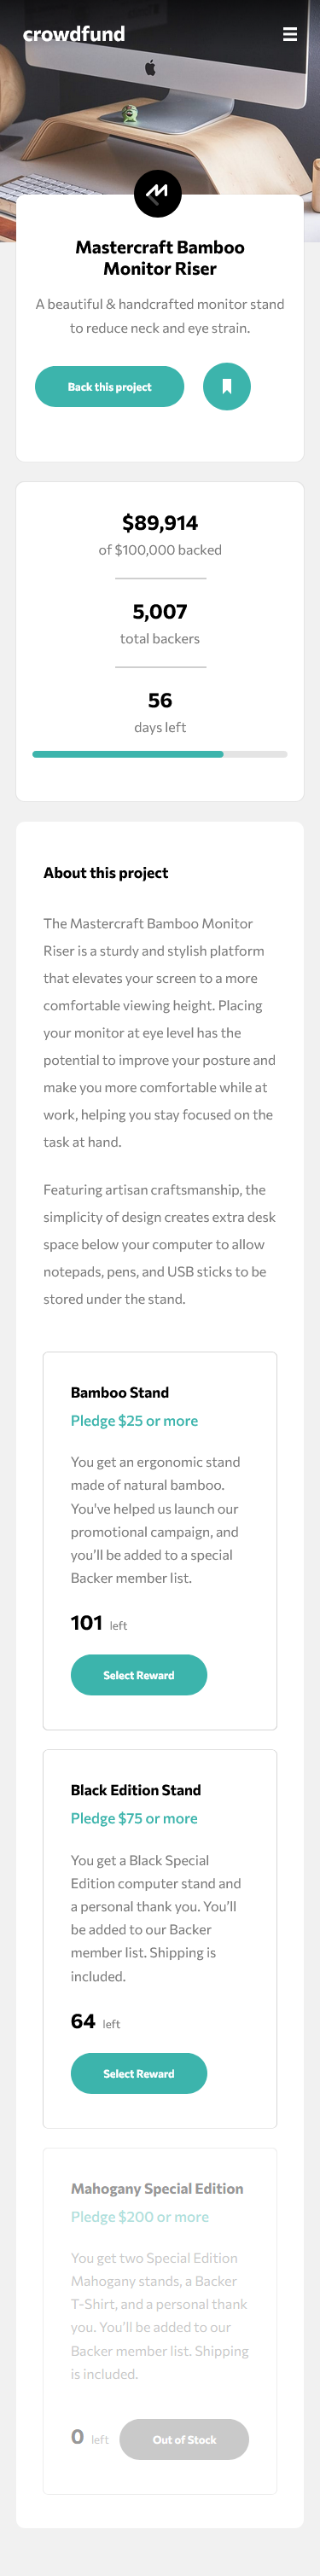 crowdfund
Mastercraft Bamboo
Monitor Riser
A beautiful & handcrafted monitor stand
to reduce neck and eye strain.
Back this project
$89,914
of $100,000 backed
5,007
total backers
56
days left
About this project
The Mastercraft Bamboo Monitor
Riser is a sturdy and stylish platform
that elevates your screen to a more
comfortable viewing height. Placing
your monitor at eye level has the
potential to improve your posture and
make you more comfortable while at
work, helping you stay focused on the
task at hand.
Featuring artisan craftsmanship, the
simplicity of design creates extra desk
space below your computer to allow
notepads, pens, and USB sticks to be
stored under the stand.
Bamboo Stand
Pledge $25 or more
You get an ergonomic stand
made of natural bamboo.
You've helped us launch our
promotional campaign, and
you’ll be added to a special
Backer member list.
101 left
Select Reward
Black Edition Stand
Pledge $75 or more
You get a Black Special
Edition computer stand and
a personal thank you. You’ll
be added to our Backer
member list. Shipping is
included.
64 left
Select Reward
Mahogany Special Edition
Pledge $200 or more
You get two Special Edition
Mahogany stands, a Backer
T-Shirt, and a personal thank
you. You’ll be added to our
Backer member list. Shipping
is included.
0 left Out of Stock